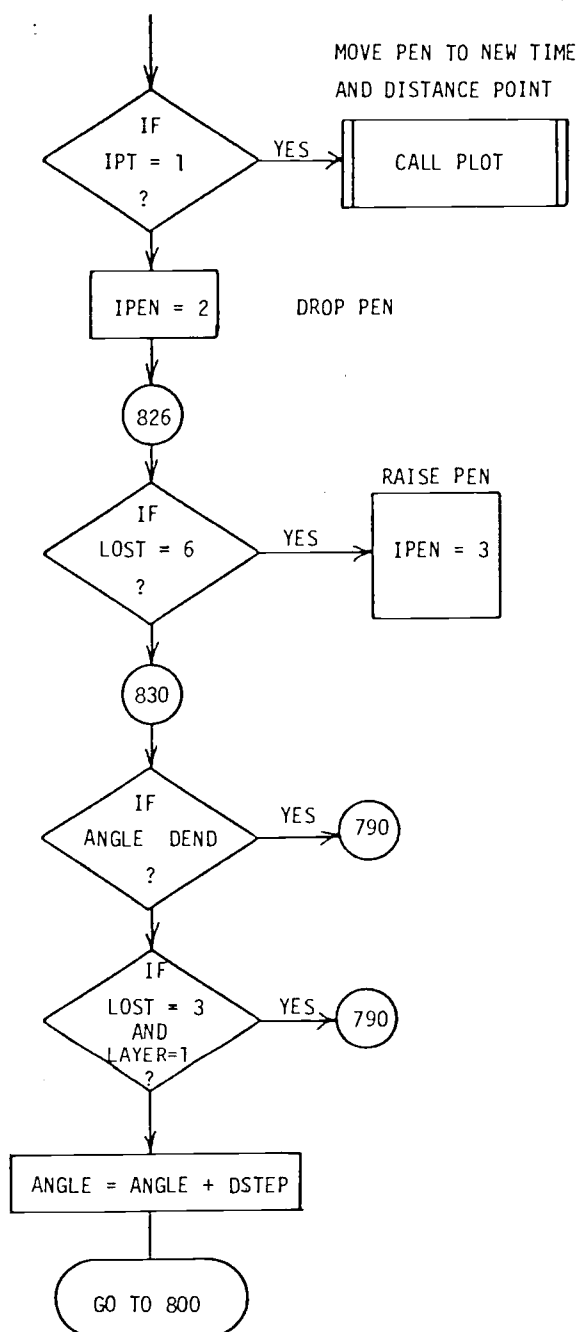 MOVE PEN TO NEW TIME
AND DISTANCE POINT
IF
IPT = 1
?
YES
CALL PLOT
IPEN = 2
DROP PEN
826
RAISE PEN
IF
LOST = 6
?
YES
IPEN = 3
830
IF
ANGLE DEND
?
YES
790
IF
LOST = 3
AND
LAYER=1
?
YES
790
ANGLE = ANGLE + DSTEP
GO TO 800